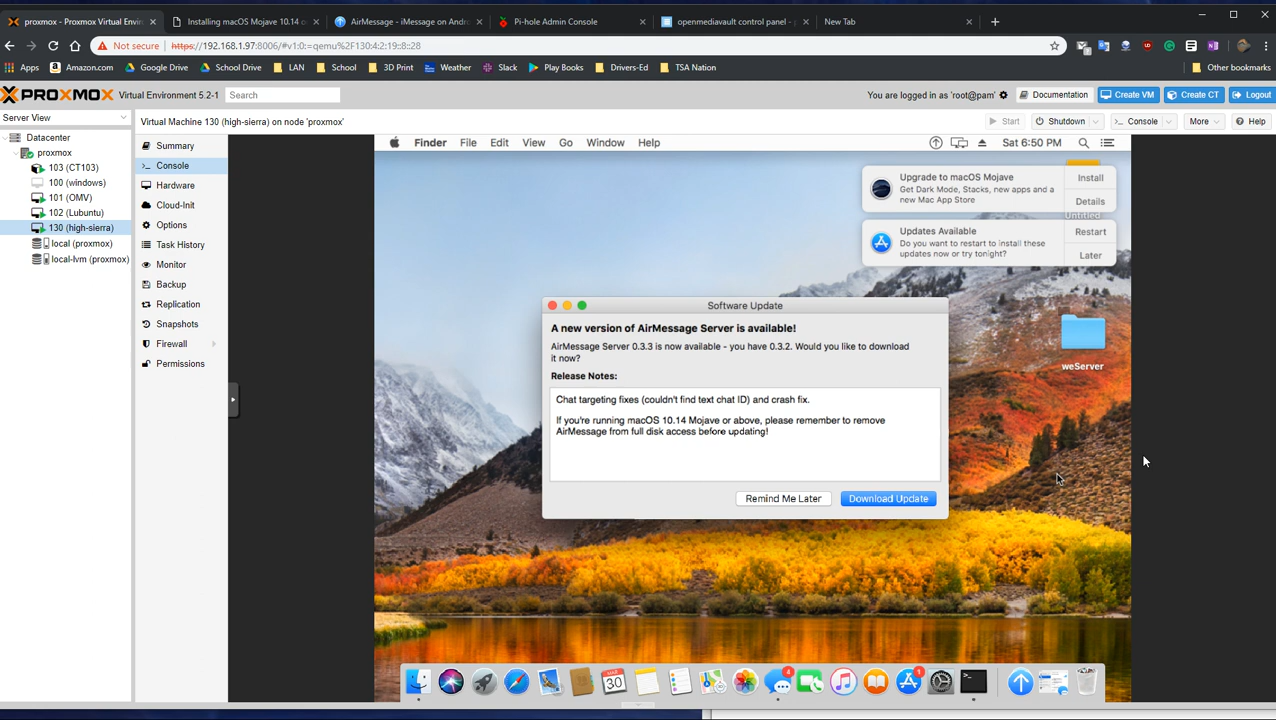 proxmox - Proxmox Virtual Envir
Installing macOS Mojave 10.14 o
AirMessage - iMessage on Andro
Pi-hole Admin Console
openmediavault control panel -
New Tab
Not secure
https://192.168.1.97:8006/#v1:0:=qemu%2F130:4:2:19::8::28
Apps
Amazon.com
Google Drive
School Drive
LAN
School
3D Print
Weather
Slack
Play Books
Drivers-Ed
TSA Nation
Other bookmarks
PROXMOX
Virtual Environment 5.2-1
Search
You are logged in as 'root@pam'
Documentation
Create VM
Create CT
Logout
Server View
Virtual Machine 130 (high-sierra) on node 'proxmox'
Start
Shutdown
Console
More
Help
Datacenter
proxmox
103 (CT103)
100 (windows)
101 (OMV)
102 (Lubuntu)
130 (high-sierra)
local (proxmox)
local-lvm (proxmox)
Summary
Console
Hardware
Cloud-Init
Options
Task History
Monitor
Backup
Replication
Snapshots
Firewall
Permissions
Finder
File
Edit
View
Go
Window
Help
Sat 6:50 PM
Upgrade to macOS Mojave
Get Dark Mode, Stacks, new apps and a
new Mac App Store
Install
Details
Untitled
Updates Available
Do you want to restart to install these
updates now or try tonight?
Restart
Later
weServer
Software Update
A new version of AirMessage Server is available!
AirMessage Server 0.3.3 is now available - you have 0.3.2. Would you like to download
it now?
Release Notes:
Chat targeting fixes (couldn't find text chat ID) and crash fix.
If you're running macOS 10.14 Mojave or above, please remember to remove
AirMessage from full disk access before updating!
Remind Me Later
Download Update
30
4
1